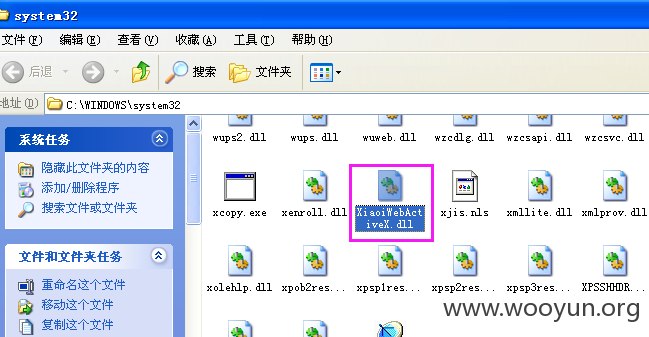 system32
文件(F) 编辑(E) 查看(V) 收藏(A) 工具(T) 帮助(H)
后退 搜索 文件夹
地址(D) C:\WINDOWS\system32
系统任务
隐藏此文件夹的内容
添加/删除程序
搜索文件或文件夹
文件和文件夹任务
重命名这个文件
移动这个文件
复制这个文件
wups2.dll wups.dll wuweb.dll wzcdlg.dll wzcsapi.dll wzcsvc.dll
xcopy.exe xenroll.dll XiaoiWebAct xjis.nls xmllite.dll xmlprov.dll
iveX.dll
xolehlp.dll xpob2res... xpsp1res... xpsp2res... xpsp3res... XPSSHHDR...
www.wooyun.org